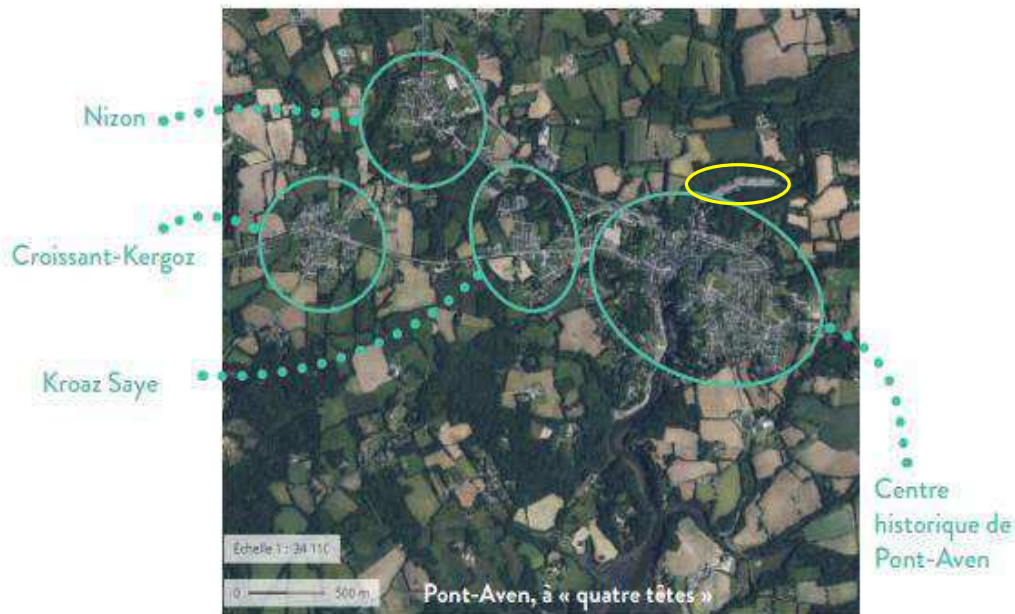 Nizon
Croissant-Kergoz
Kroaz Saye
Centre
historique de
Pont-Aven
Échelle 1 : 34 110
0 500 m
Pont-Aven, à « quatre têtes »